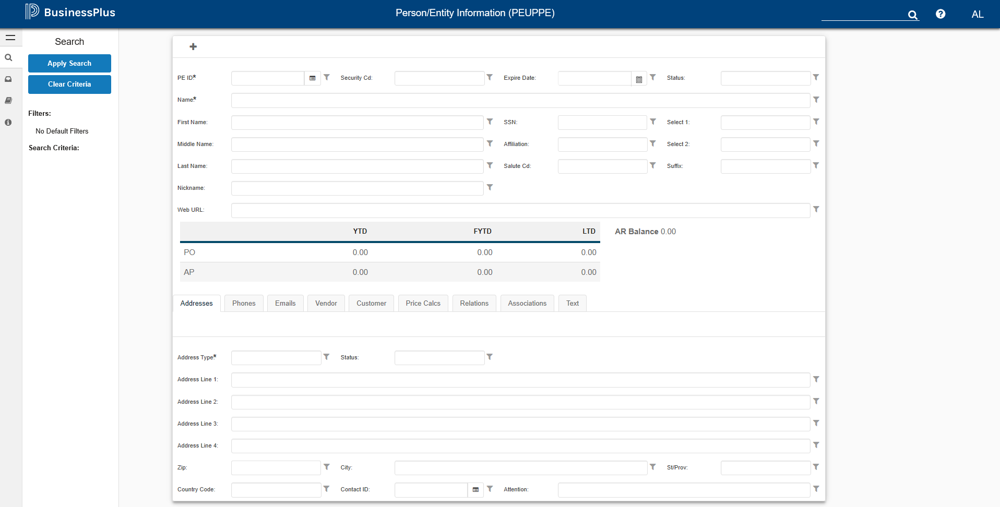 BusinessPlus
Person/Entity Information (PEUPPE)
AL
Search
Apply Search
Clear Criteria
Filters:
No Default Filters
Search Criteria:
PE ID:* Security Cd: Expire Date: Status:
Name:*
First Name: SSN: Select 1:
Middle Name: Affiliation: Select 2:
Last Name: Salute Cd: Suffix:
Nickname:
Web URL:
YTD FYTD LTD AR Balance 0.00
PO 0.00 0.00 0.00
AP 0.00 0.00 0.00
Addresses Phones Emails Vendor Customer Price Calcs Relations Associations Text
Address Type:* Status:
Address Line 1:
Address Line 2:
Address Line 3:
Address Line 4:
Zip: City: St/Prov:
Country Code: Contact ID: Attention: